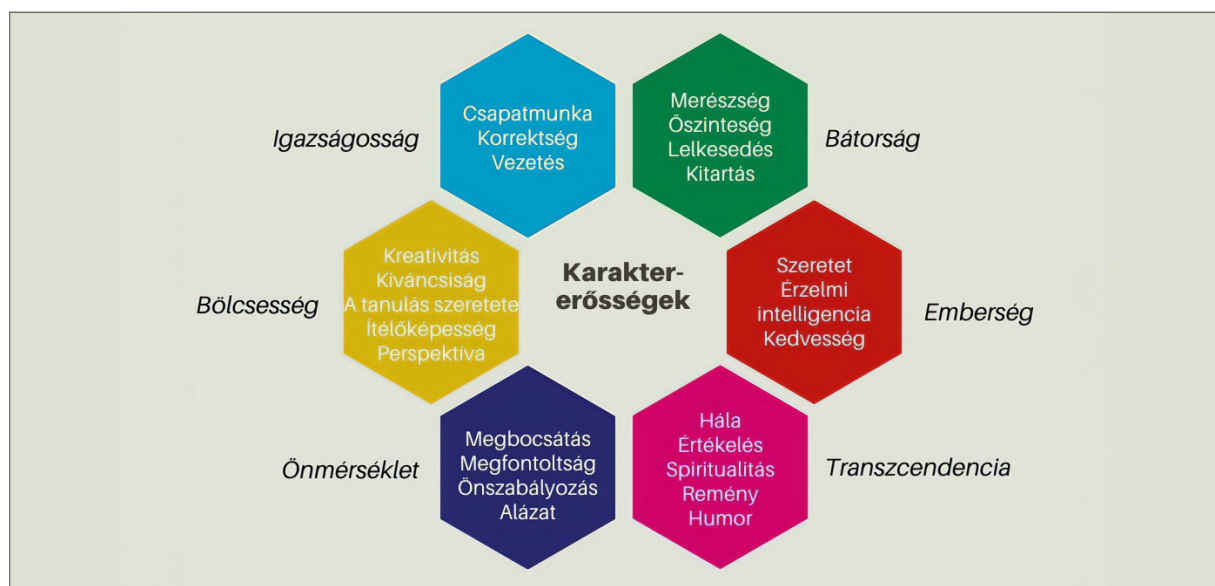 Igazságosság
Csapatmunka
Korrektség
Vezetés
Merészség
Őszinteség
Lelkesedés
Kitartás
Bátorság
Bölcsesség
Kreativitás
Kíváncsiság
A tanulás szeretete
Ítélőképesség
Perspektíva
Karakter-
erősségek
Szeretet
Érzelmi
intelligencia
Kedvesség
Emberség
Önmérséklet
Megbocsátás
Megfontoltság
Önszabályozás
Alázat
Hála
Értékelés
Spiritualitás
Remény
Humor
Transzcendencia